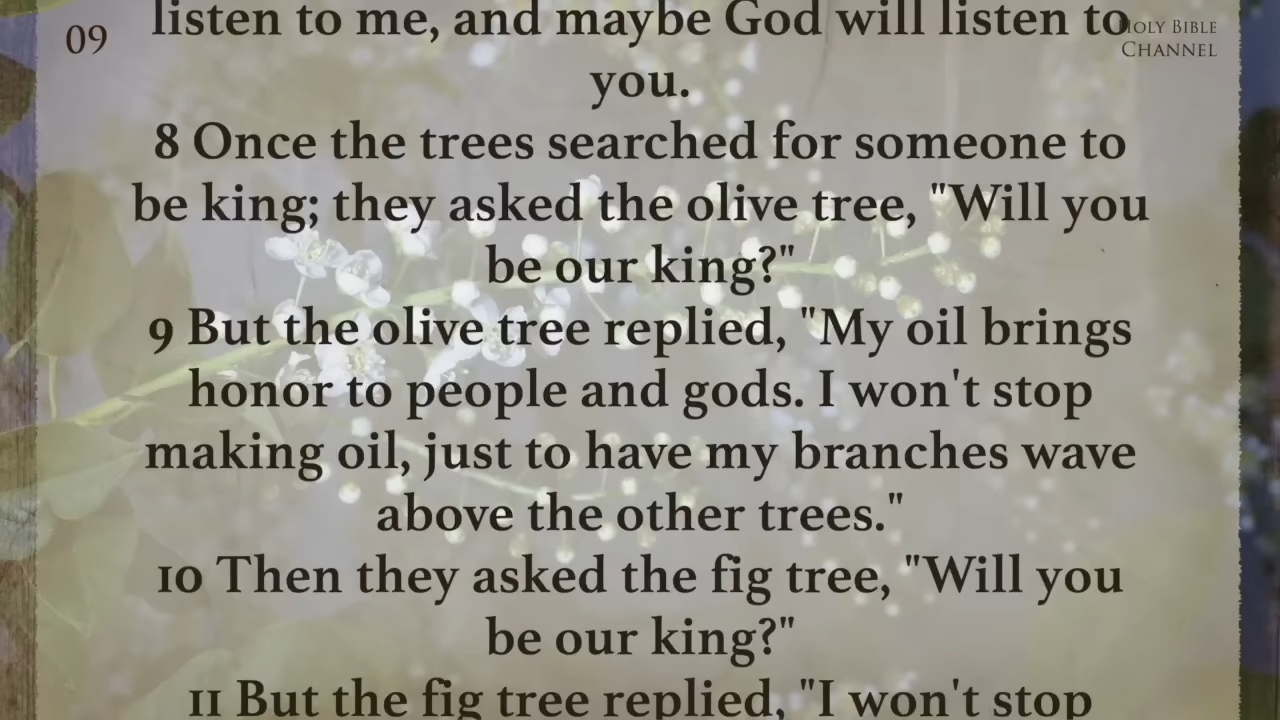 09
HOLY BIBLE
CHANNEL
listen to me, and maybe God will listen to
you.
8 Once the trees searched for someone to
be king; they asked the olive tree, "Will you
be our king?"
9 But the olive tree replied, "My oil brings
honor to people and gods. I won't stop
making oil, just to have my branches wave
above the other trees."
10 Then they asked the fig tree, "Will you
be our king?"
11 But the fig tree replied, "I won't stop